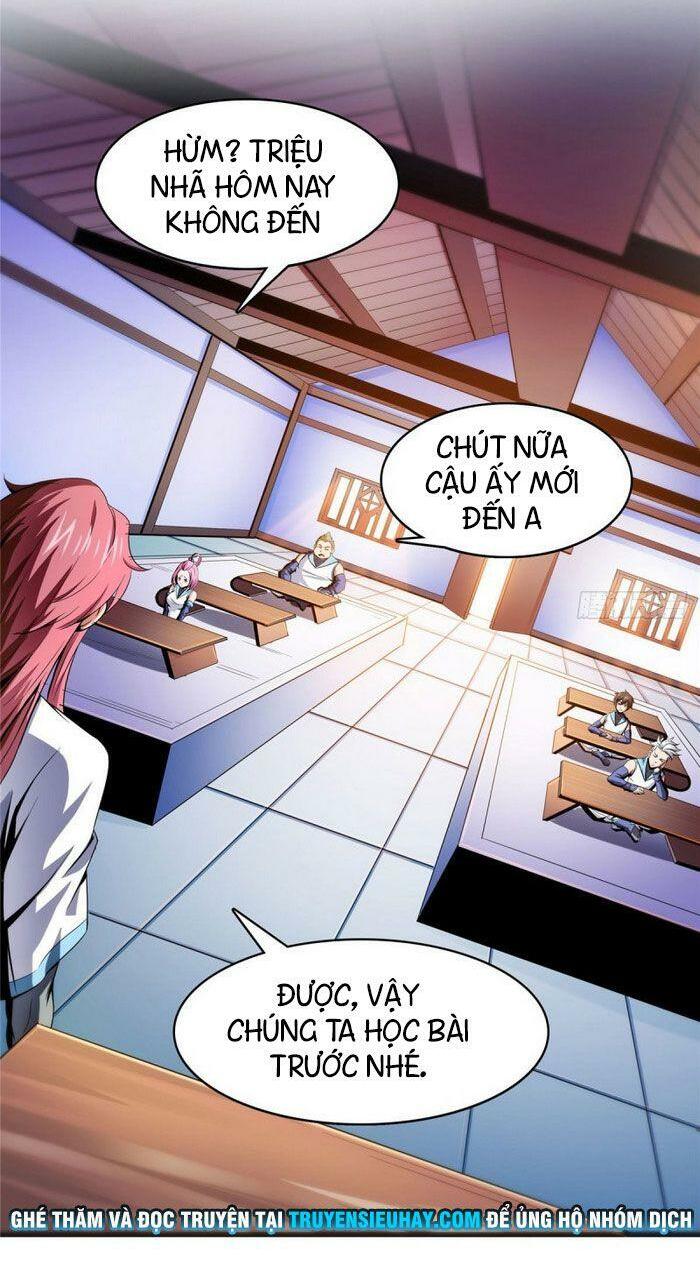 HỪM? TRIỆU
NHÃ HÔM NAY
KHÔNG ĐẾN
CHÚT NỮA
CẬU ẤY MỚI
ĐẾN A
ĐƯỢC, VẬY
CHÚNG TA HỌC BÀI
TRƯỚC NHÉ.
GHÉ THĂM VÀ ĐỌC TRUYỆN TẠI TRUYENSIEUHAY.COM ĐỂ ỦNG HỘ NHÓM DỊCH